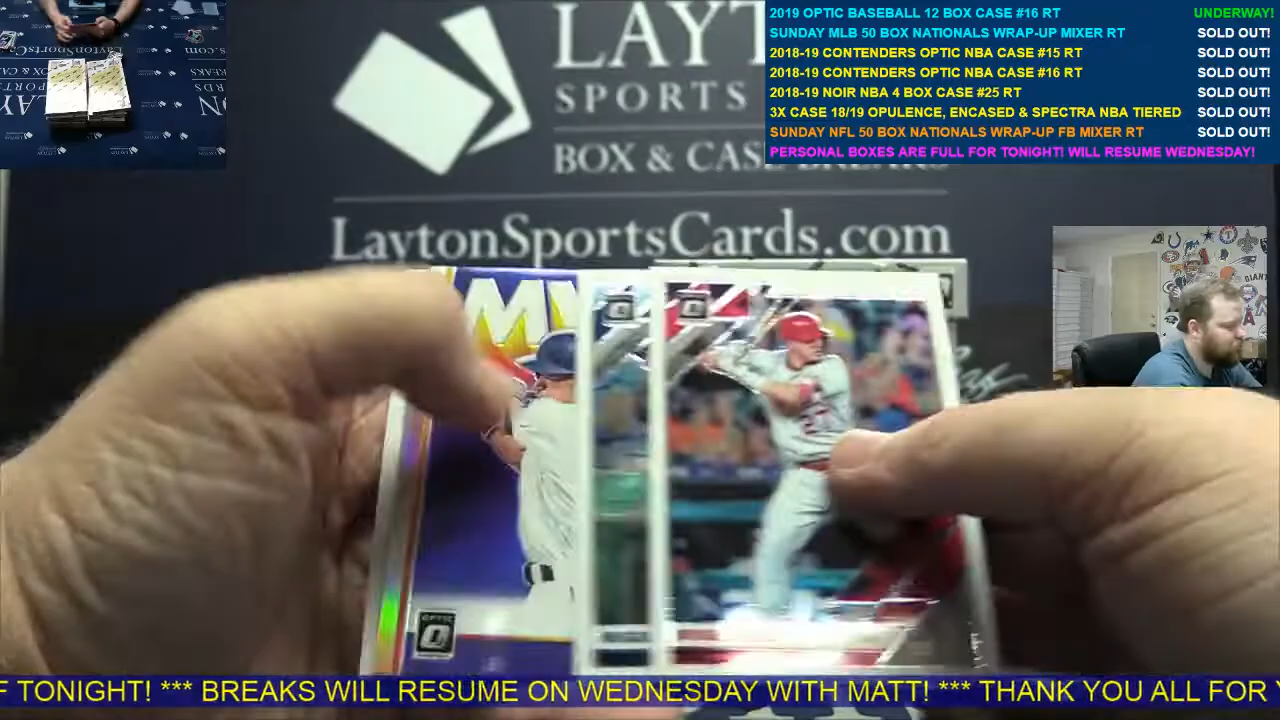 2019 OPTIC BASEBALL 12 BOX CASE #16 RT UNDERWAY!
SUNDAY MLB 50 BOX NATIONALS WRAP-UP MIXER RT SOLD OUT!
2018-19 CONTENDERS OPTIC NBA CASE #15 RT SOLD OUT!
2018-19 CONTENDERS OPTIC NBA CASE #16 RT SOLD OUT!
2018-19 NOIR NBA 4 BOX CASE #25 RT SOLD OUT!
3X CASE 18/19 OPULENCE, ENCASED & SPECTRA NBA TIERED SOLD OUT!
SUNDAY NFL 50 BOX NATIONALS WRAP-UP FB MIXER RT SOLD OUT!
PERSONAL BOXES ARE FULL FOR TONIGHT! WILL RESUME WEDNESDAY!
LAYT
SPORTS
BOX & CASE BREAKS
LaytonSportsCards.com
MV
OPTIC
F TONIGHT! *** BREAKS WILL RESUME ON WEDNESDAY WITH MATT! *** THANK YOU ALL FOR